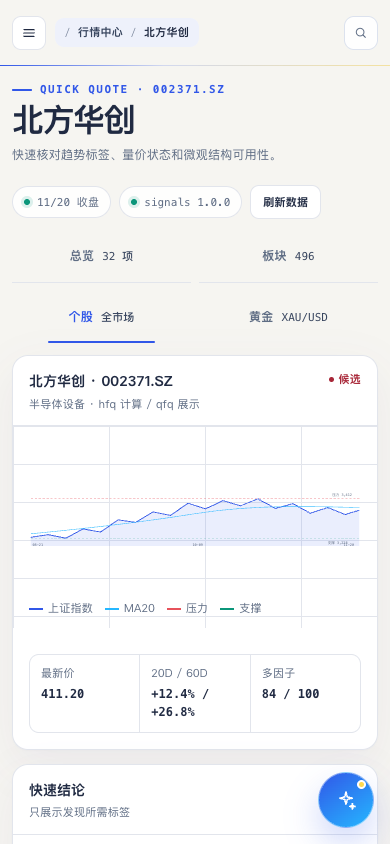 / 行情中心 / 北方华创
QUICK QUOTE · 002371.SZ
北方华创
快速核对趋势标签、量价状态和微观结构可用性。
11/20 收盘
signals 1.0.0
刷新数据
总览 32 项
板块 496
个股 全市场
黄金 XAU/USD
北方华创 · 002371.SZ
候选
半导体设备 · hfq 计算 / qfq 展示
上证指数
MA20
压力
支撑
最新价
20D / 60D
多因子
411.20
+12.4% /
+26.8%
84 / 100
快速结论
只展示发现所需标签